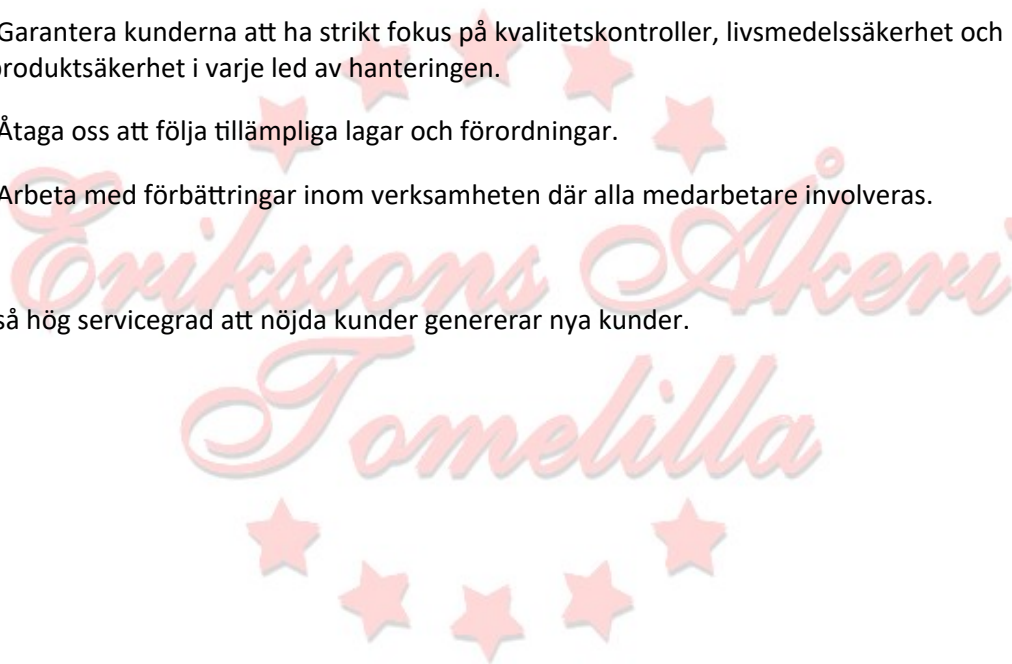 Garantera kunderna att ha strikt fokus på kvalitetskontroller, livsmedelssäkerhet och
produktsäkerhet i varje led av hanteringen.
Åtaga oss att följa tillämpliga lagar och förordningar.
Arbeta med förbättringar inom verksamheten där alla medarbetare involveras.
Erikssons Åkeri
så hög servicegrad att nöjda kunder genererar nya kunder.
Tomelilla